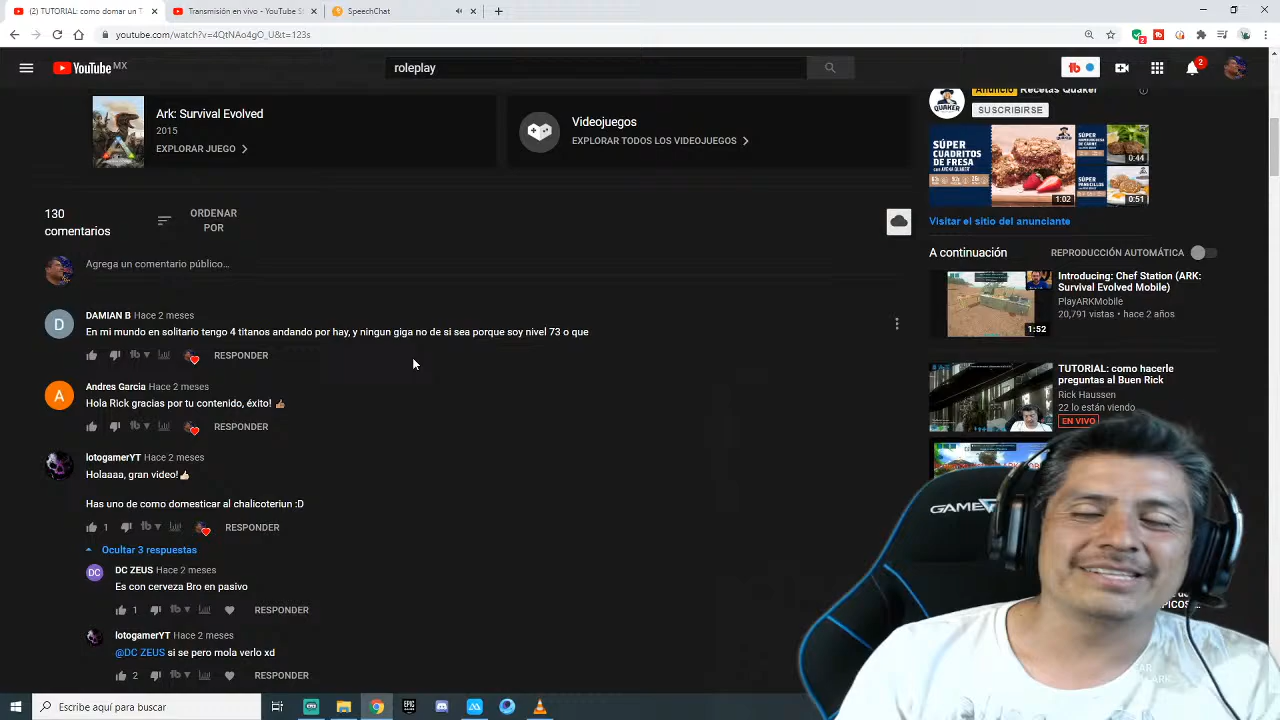 (2) TUTORIAL: como domar un T
Transmisión en vivo - YouTube S
SpeechChat
youtube.com/watch?v=4QtNAo4gO_U&t=123s
2
YouTube MX
roleplay
2
Ark: Survival Evolved
2015
EXPLORAR JUEGO
Videojuegos
EXPLORAR TODOS LOS VIDEOJUEGOS
Anuncio Recetas Quaker
QUAKER
SUSCRIBIRSE
SÚPER
CUADRITOS
DE FRESA
1:02
0:44
SÚPER
0:51
Visitar el sitio del anunciante
130
comentarios
ORDENAR
POR
Agrega un comentario público...
A continuación
REPRODUCCIÓN AUTOMÁTICA
Introducing: Chef Station (ARK:
Survival Evolved Mobile)
PlayARKMobile
20,791 vistas • hace 2 años
1:52
TUTORIAL: como hacerle
preguntas al Buen Rick
Rick Haussen
22 lo están viendo
EN VIVO
D
DAMIAN B Hace 2 meses
En mi mundo en solitario tengo 4 titanos andando por hay, y ningun giga no de si sea porque soy nivel 73 o que
RESPONDER
A
Andres Garcia Hace 2 meses
Hola Rick gracias por tu contenido, éxito! 👍🏽
RESPONDER
lotogamerYT Hace 2 meses
Holaaa, gran video!👍🏼
Has uno de como domesticar al chalicoteriun :D
1 RESPONDER
Ocultar 3 respuestas
DC
DC ZEUS Hace 2 meses
Es con cerveza Bro en pasivo
1 RESPONDER
lotogamerYT Hace 2 meses
@DC ZEUS si se pero mola verlo xd
2 RESPONDER
GAME
PICOS...
Escribe aquí para buscar
EPIC